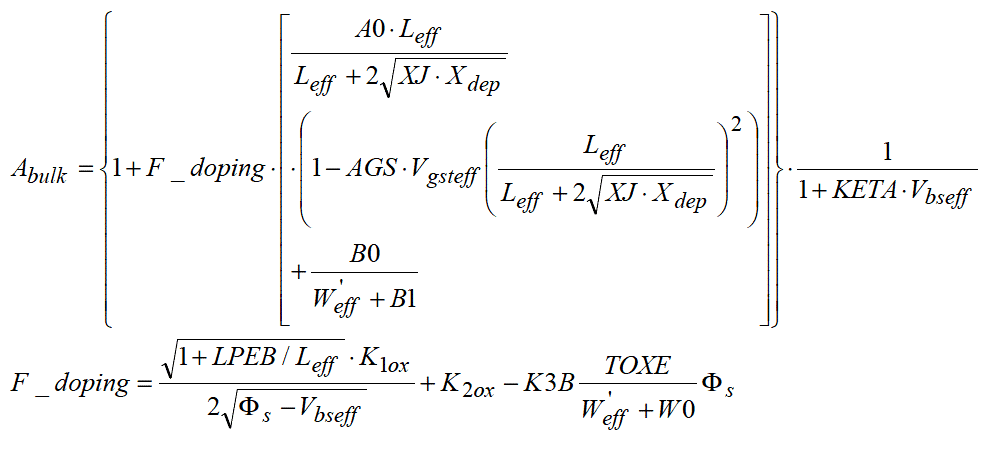 A_{bulk} = \left\{ 1 + F\_doping \cdot \left[ \begin{array}{l} \frac{A0 \cdot L_{eff}}{L_{eff} + 2\sqrt{XJ \cdot X_{dep}}} \\ \cdot \left( 1 - AGS \cdot V_{gsteff} \left( \frac{L_{eff}}{L_{eff} + 2\sqrt{XJ \cdot X_{dep}}} \right)^2 \right) \\ + \frac{B0}{W_{eff}^{'} + B1} \end{array} \right] \right\} \cdot \frac{1}{1 + KETA \cdot V_{bseff}}
F\_doping = \frac{\sqrt{1 + LPEB / L_{eff}} \cdot K_{1ox}}{2\sqrt{\Phi_s - V_{bseff}}} + K_{2ox} - K3B \frac{TOXE}{W_{eff}^{'} + W0} \Phi_s